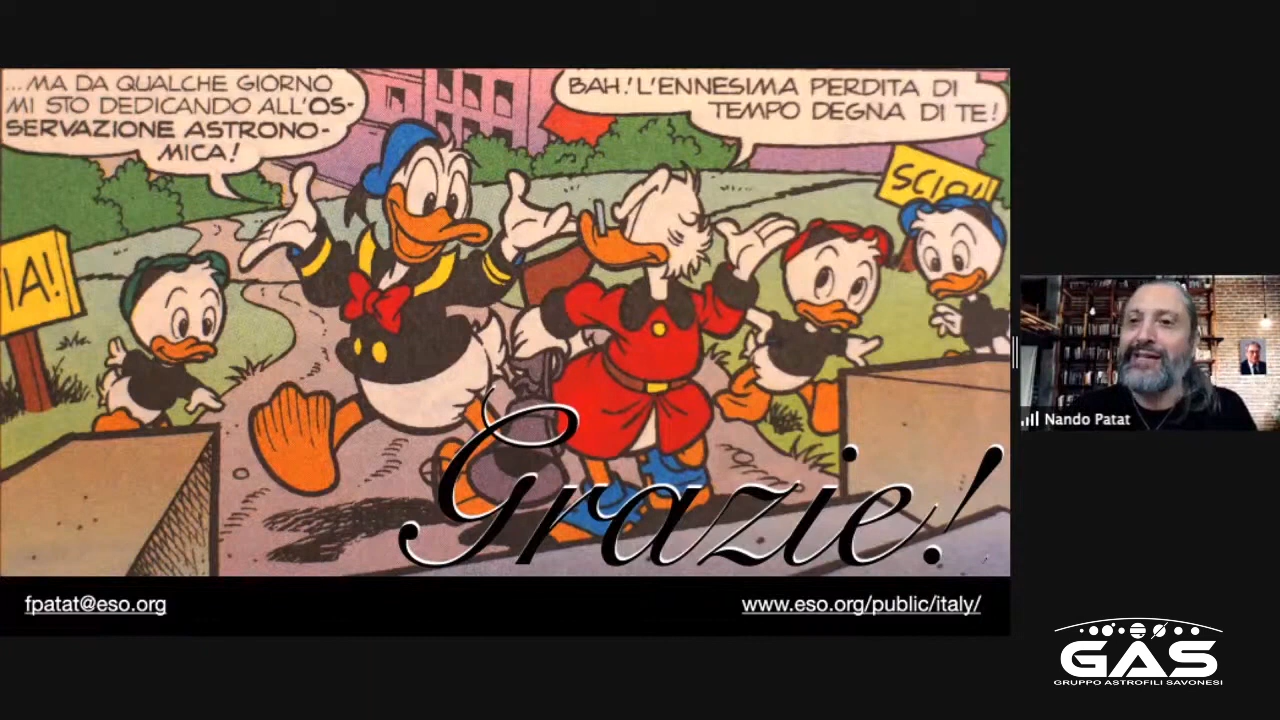 ...MA DA QUALCHE GIORNO
MI STO DEDICANDO ALL'OS-
SERVAZIONE ASTRONO-
MICA!
BAH! L'ENNESIMA PERDITA DI
TEMPO DEGNA DI TE!
IA!
Grazie!
fpatat@eso.org
www.eso.org/public/italy/
Nando Patat
GAS
GRUPPO ASTROFILI SAVONESI